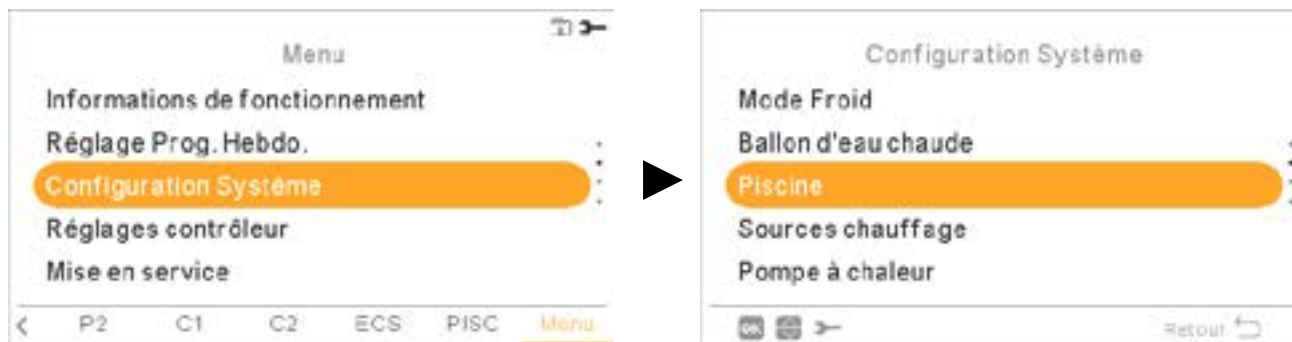 Menu
Informations de fonctionnement
Réglage Prog. Hebdo.
Configuration Système
Réglages contrôleur
Mise en service
P2 C1 C2 ECS PISC Menu
Configuration Système
Mode Froid
Ballon d'eau chaude
Piscine
Sources chauffage
Pompe à chaleur
OK Retour